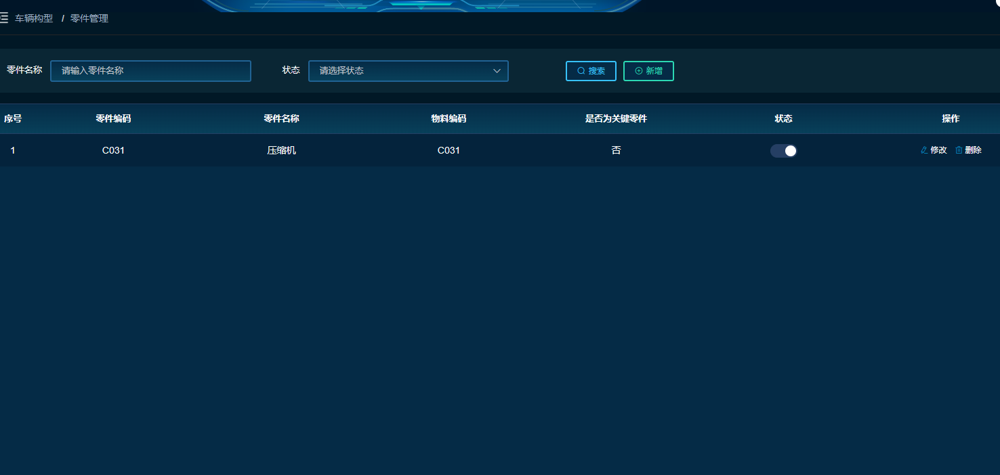 车辆构型 / 零件管理
零件名称 请输入零件名称 状态 请选择状态 搜索 新增
序号 零件编码 零件名称 物料编码 是否为关键零件 状态 操作
1 C031 压缩机 C031 否 修改 删除